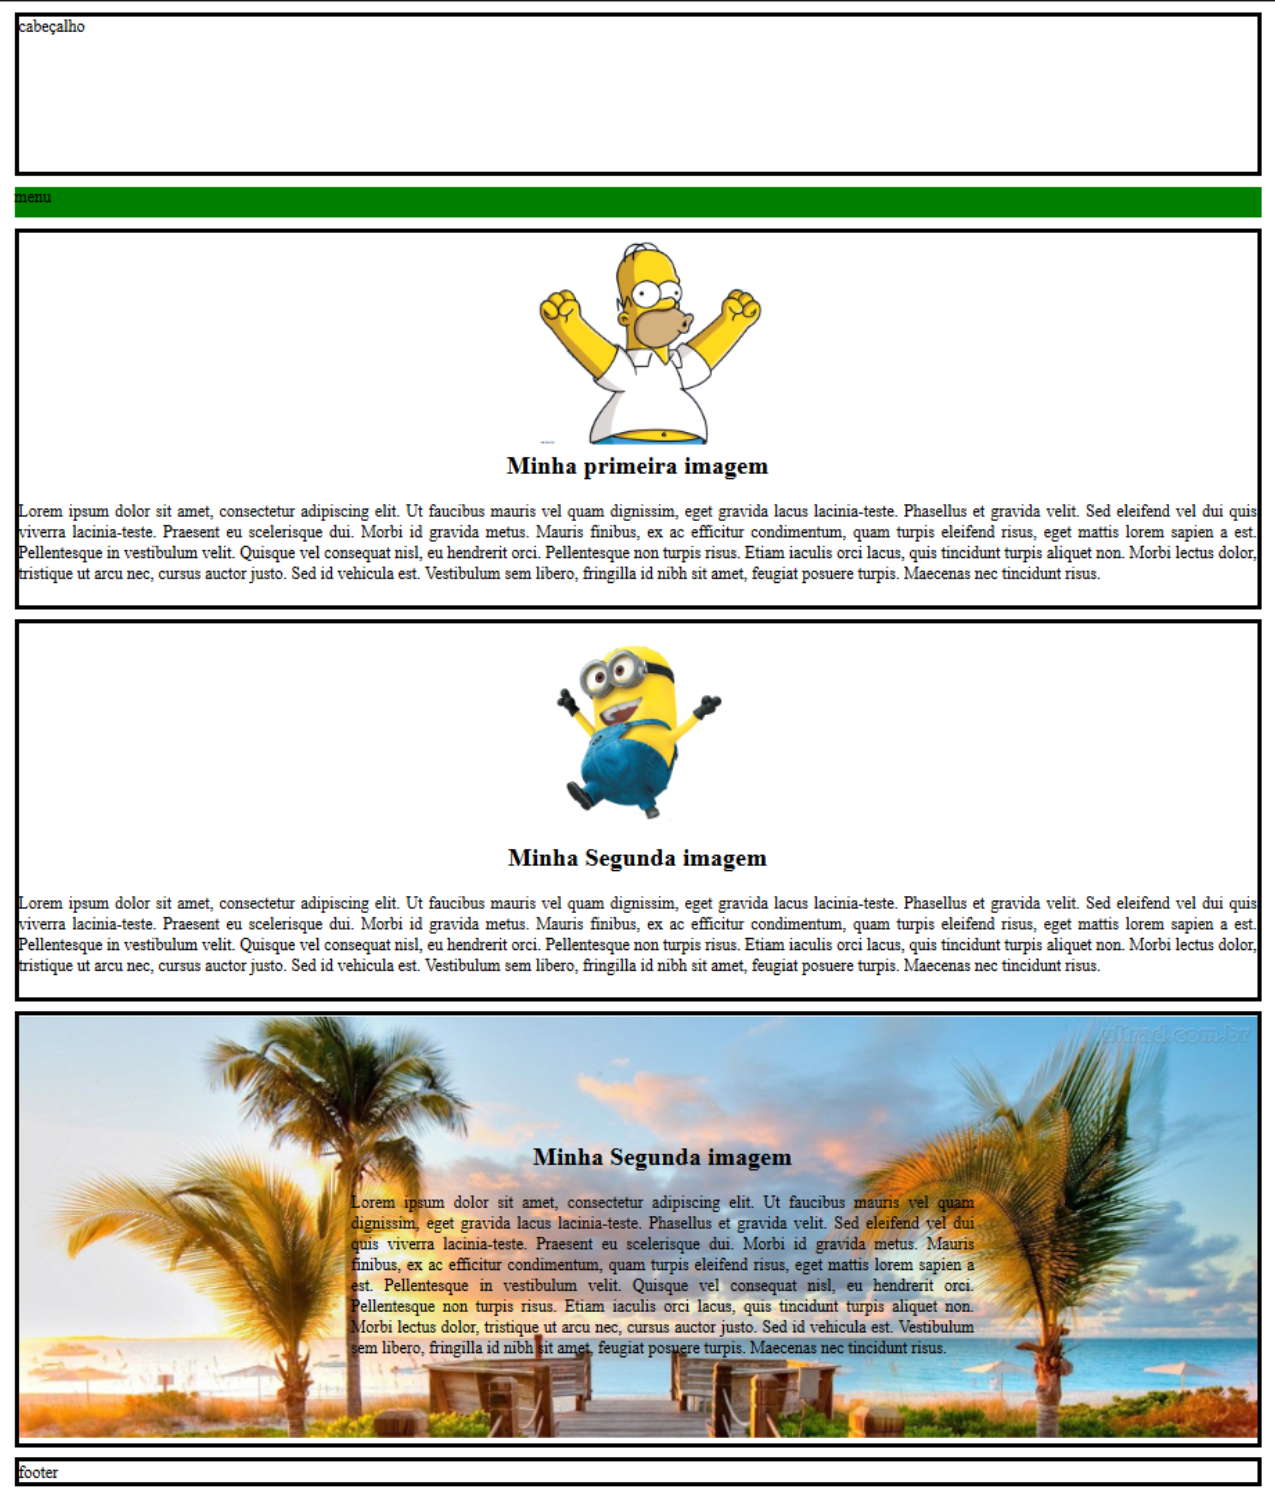 cabeçalho
menu
Minha primeira imagem
Lorem ipsum dolor sit amet, consectetur adipiscing elit. Ut faucibus mauris vel quam dignissim, eget gravida lacus lacinia-teste. Phasellus et gravida velit. Sed eleifend vel dui quis
viverra lacinia-teste. Praesent eu scelerisque dui. Morbi id gravida metus. Mauris finibus, ex ac efficitur condimentum, quam turpis eleifend risus, eget mattis lorem sapien a est.
Pellentesque in vestibulum velit. Quisque vel consequat nisl, eu hendrerit orci. Pellentesque non turpis risus. Etiam iaculis orci lacus, quis tincidunt turpis aliquet non. Morbi lectus dolor,
tristique ut arcu nec, cursus auctor justo. Sed id vehicula est. Vestibulum sem libero, fringilla id nibh sit amet, feugiat posuere turpis. Maecenas nec tincidunt risus.
Minha Segunda imagem
Lorem ipsum dolor sit amet, consectetur adipiscing elit. Ut faucibus mauris vel quam dignissim, eget gravida lacus lacinia-teste. Phasellus et gravida velit. Sed eleifend vel dui quis
viverra lacinia-teste. Praesent eu scelerisque dui. Morbi id gravida metus. Mauris finibus, ex ac efficitur condimentum, quam turpis eleifend risus, eget mattis lorem sapien a est.
Pellentesque in vestibulum velit. Quisque vel consequat nisl, eu hendrerit orci. Pellentesque non turpis risus. Etiam iaculis orci lacus, quis tincidunt turpis aliquet non. Morbi lectus dolor,
tristique ut arcu nec, cursus auctor justo. Sed id vehicula est. Vestibulum sem libero, fringilla id nibh sit amet, feugiat posuere turpis. Maecenas nec tincidunt risus.
Minha Segunda imagem
Lorem ipsum dolor sit amet, consectetur adipiscing elit. Ut faucibus mauris vel quam
dignissim, eget gravida lacus lacinia-teste. Phasellus et gravida velit. Sed eleifend vel dui
quis viverra lacinia-teste. Praesent eu scelerisque dui. Morbi id gravida metus. Mauris
finibus, ex ac efficitur condimentum, quam turpis eleifend risus, eget mattis lorem sapien a
est. Pellentesque in vestibulum velit. Quisque vel consequat nisl, eu hendrerit orci.
Pellentesque non turpis risus. Etiam iaculis orci lacus, quis tincidunt turpis aliquet non.
Morbi lectus dolor, tristique ut arcu nec, cursus auctor justo. Sed id vehicula est. Vestibulum
sem libero, fringilla id nibh sit amet, feugiat posuere turpis. Maecenas nec tincidunt risus.
footer